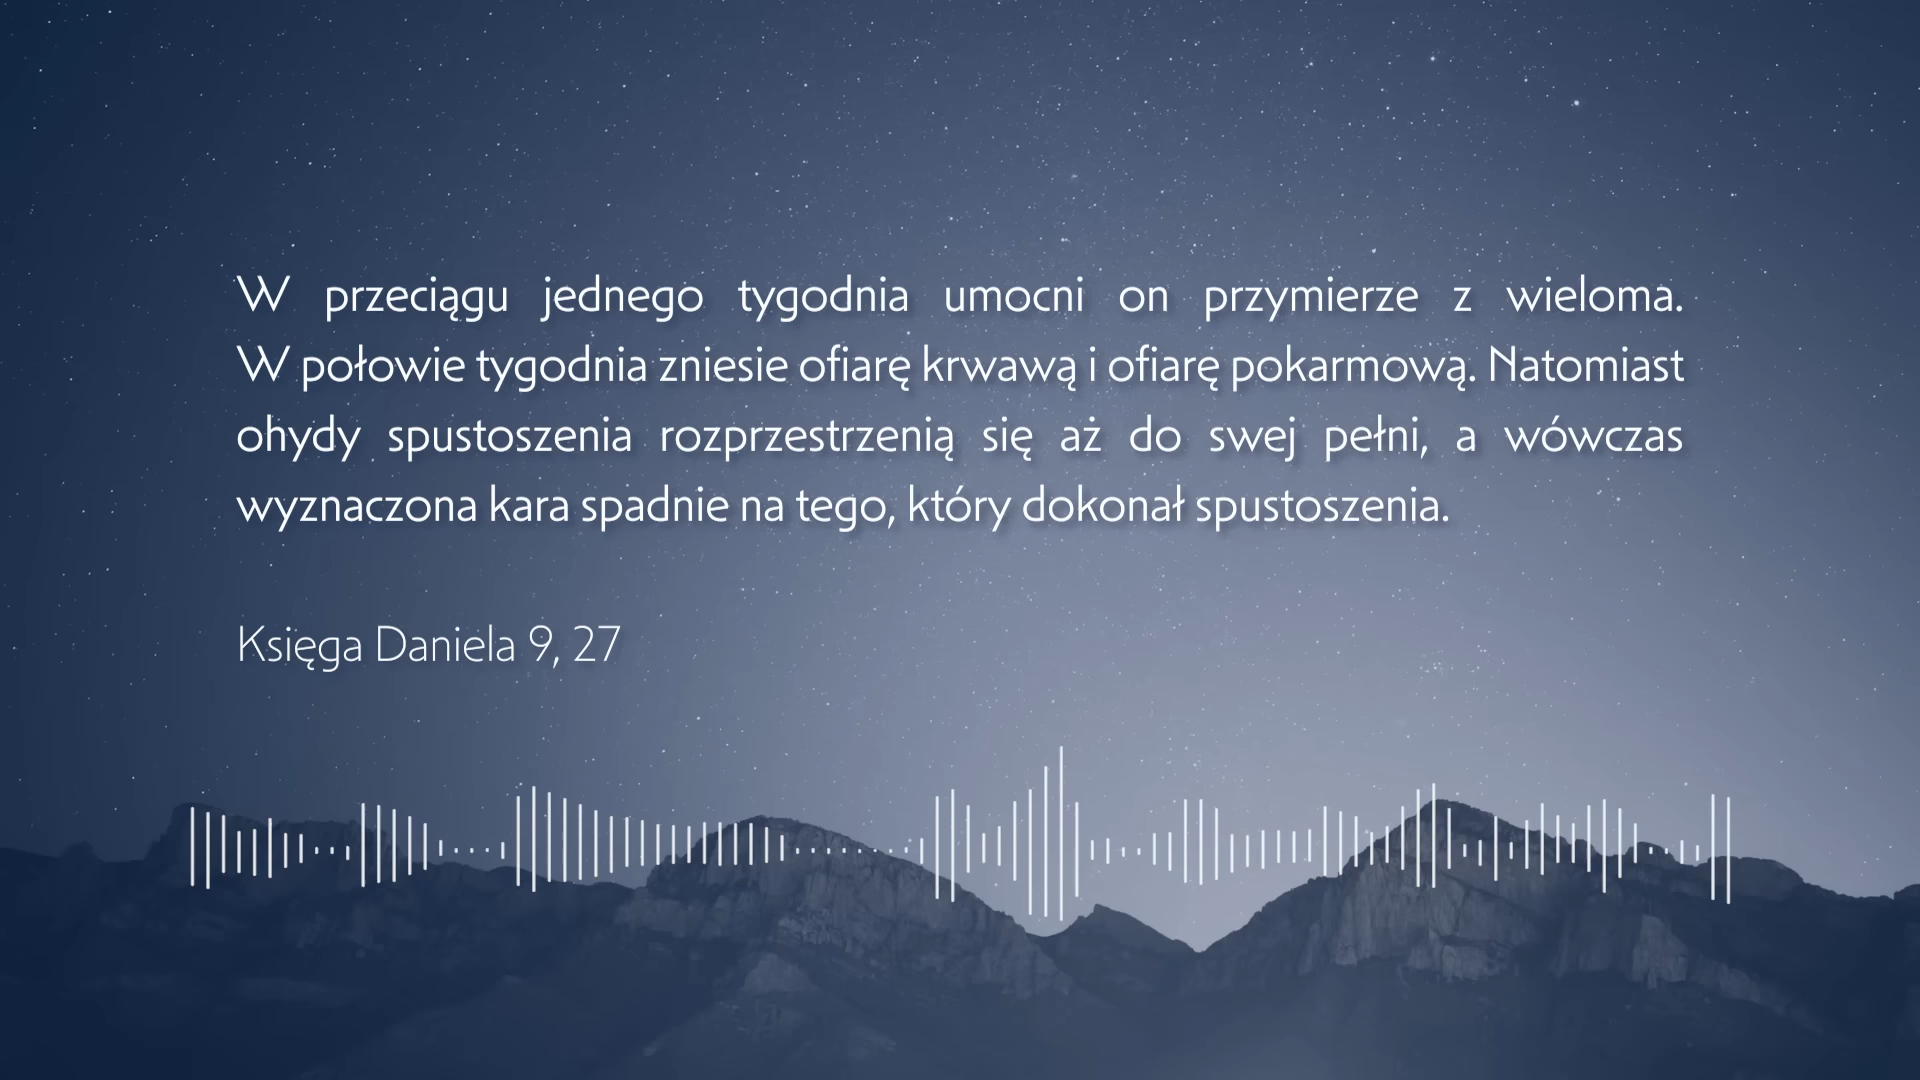 W przeciągu jednego tygodnia umocni on przymierze z wieloma.
W połowie tygodnia zniesie ofiarę krwawą i ofiarę pokarmową. Natomiast
ohydy spustoszenia rozprzestrzenią się aż do swej pełni, a wówczas
wyznaczona kara spadnie na tego, który dokonał spustoszenia.
Księga Daniela 9, 27